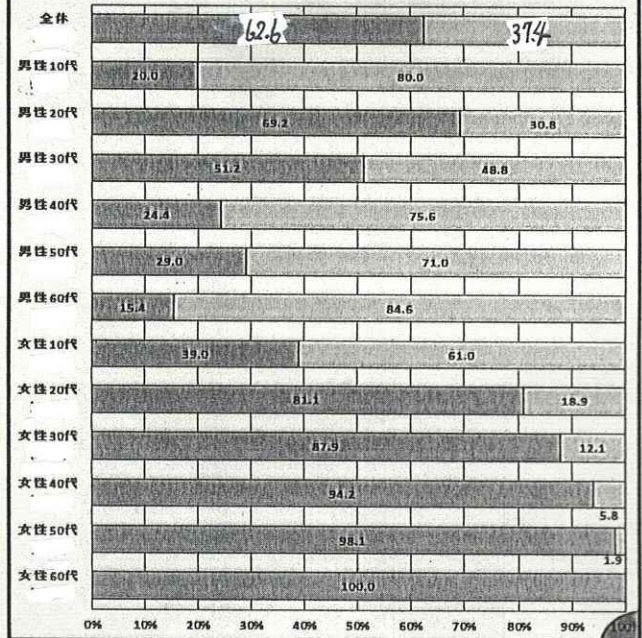 全体 62.6 37.4
男性10代 20.0 80.0
男性20代 69.2 30.8
男性30代 51.2 48.8
男性40代 24.4 75.6
男性50代 29.0 71.0
男性60代 15.4 84.6
女性10代 39.0 61.0
女性20代 81.1 18.9
女性30代 87.9 12.1
女性40代 94.2 5.8
女性50代 98.1 1.9
女性60代 100.0
0% 10% 20% 30% 40% 50% 60% 70% 80% 90% 100%